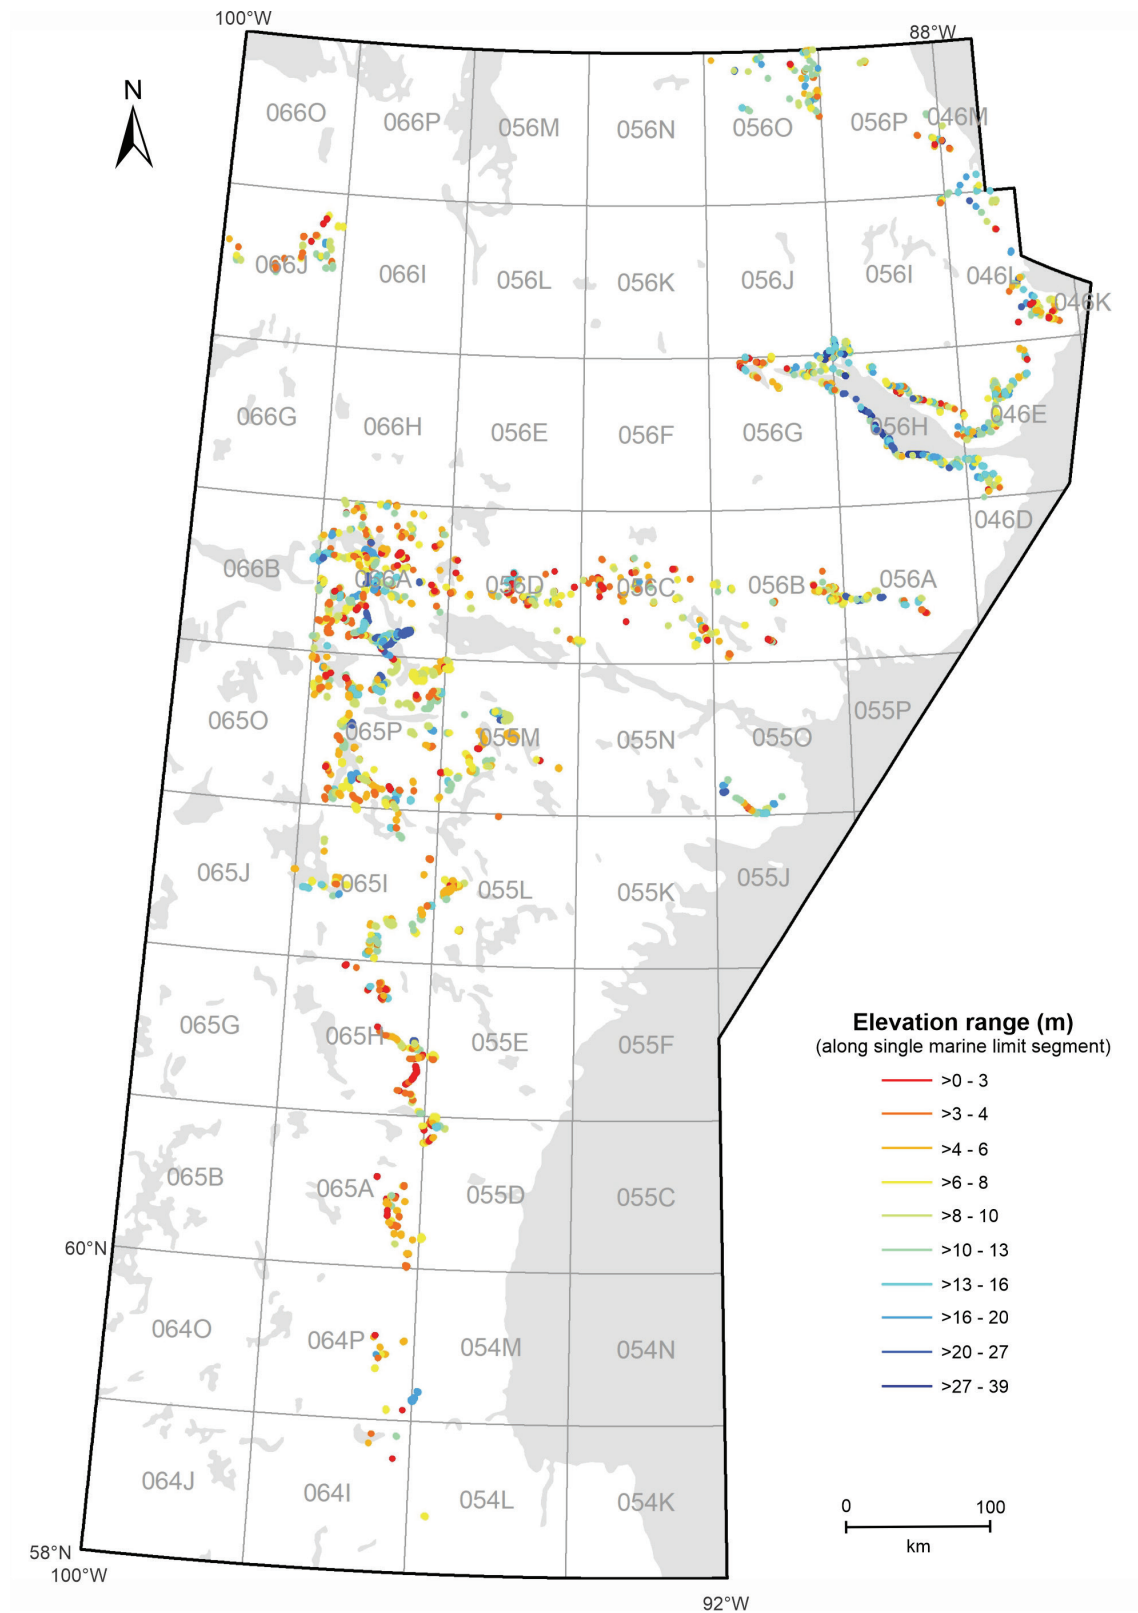 100°W
88°W
N
066O
066P
056M
056N
056O
056P
046M
066J
066I
056L
056K
056J
056I
046L
046K
066G
066H
056E
056F
056G
056H
046E
046D
066B
066A
055D
056C
056B
056A
065O
065P
055M
055N
055O
055P
065J
065I
055L
055K
055J
065G
065H
055E
055F
Elevation range (m)
(along single marine limit segment)
>0 - 3
>3 - 4
>4 - 6
>6 - 8
>8 - 10
>10 - 13
>13 - 16
>16 - 20
>20 - 27
>27 - 39
065B
065A
055D
055C
60°N
064O
064P
054M
054N
064J
064I
054L
054K
0 100
km
58°N
100°W
92°W